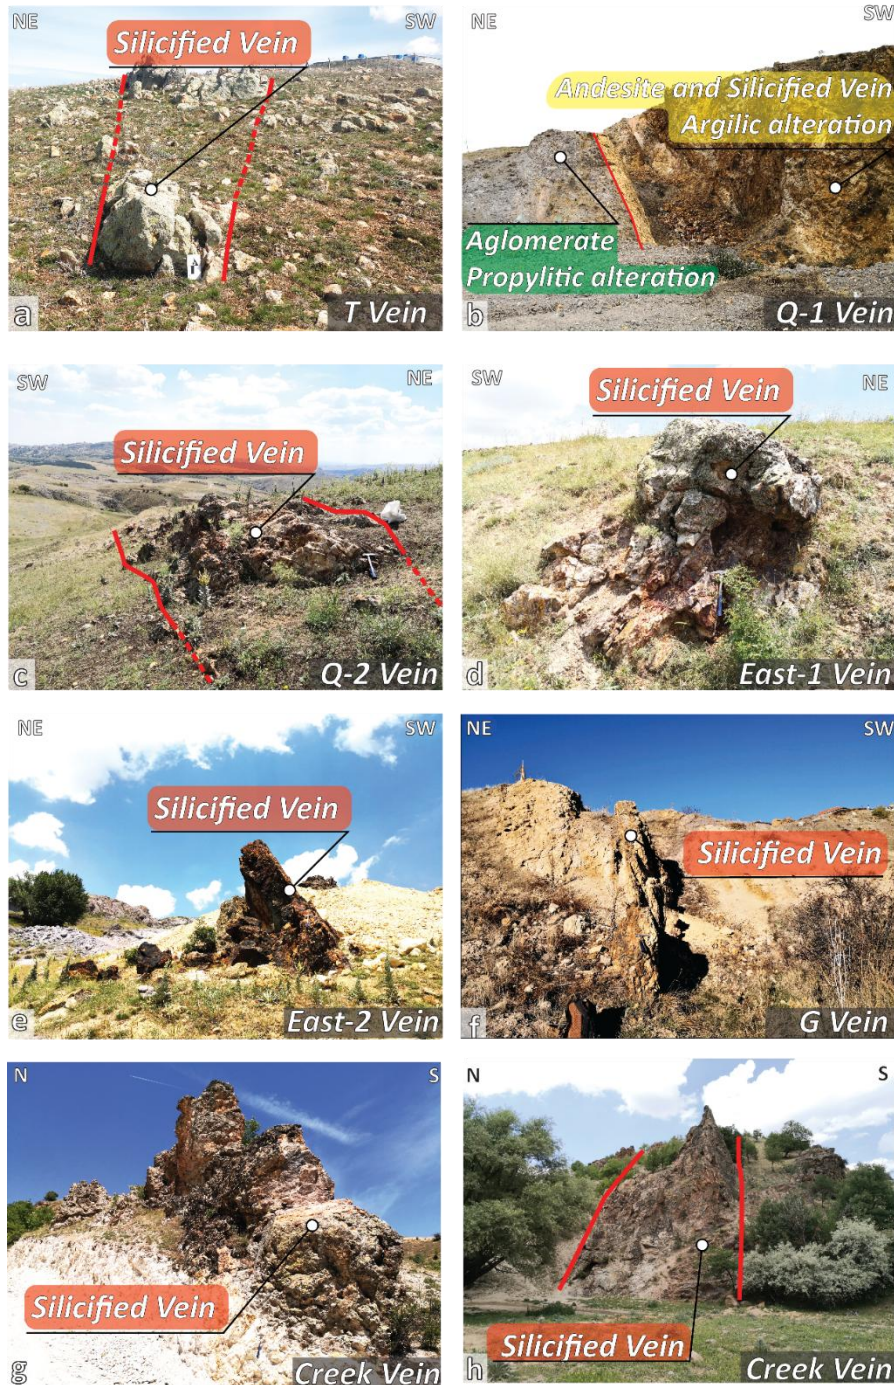 NE SW
Silicified Vein
a T Vein
NE SW
Andesite and Silicified Vein
Argilic alteration
Aglomerate
Propylitic alteration
b Q-1 Vein
SW NE
Silicified Vein
c Q-2 Vein
SW NE
Silicified Vein
d East-1 Vein
NE SW
Silicified Vein
e East-2 Vein
NE SW
Silicified Vein
f G Vein
N S
Silicified Vein
g Creek Vein
N S
Silicified Vein
h Creek Vein